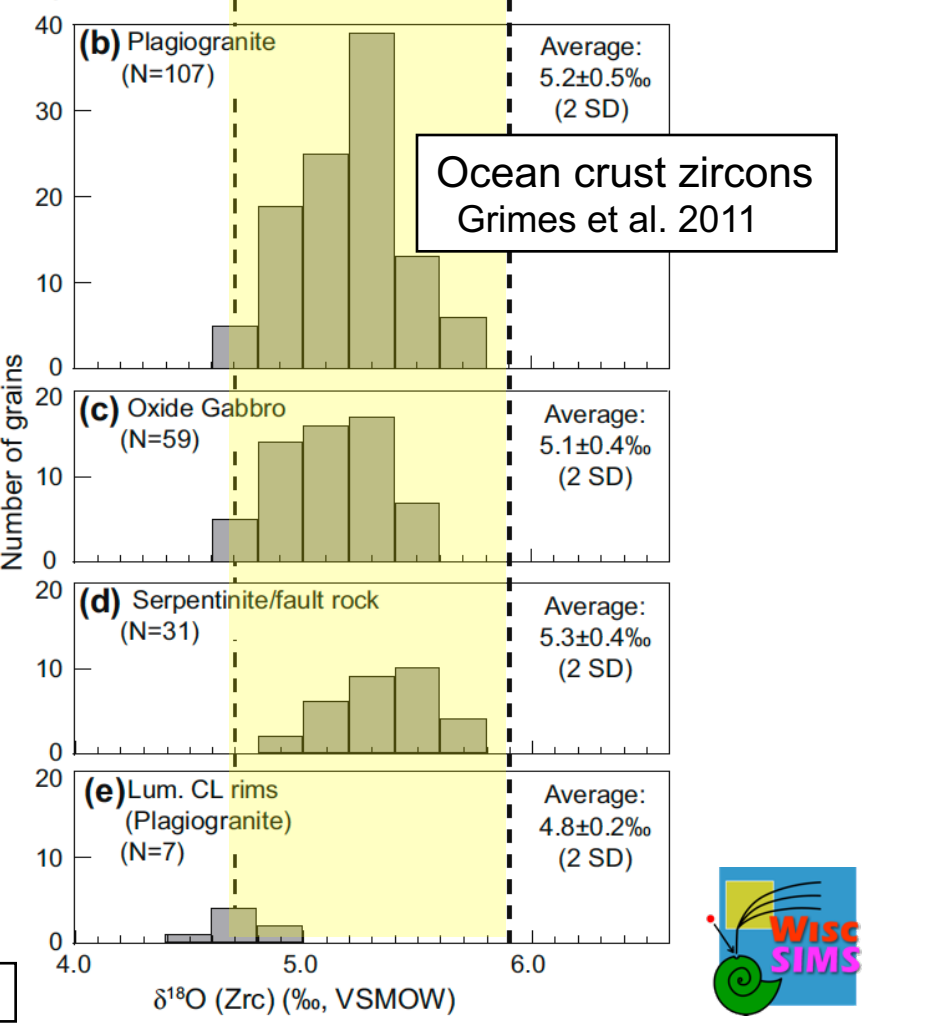 40
(b) Plagiogranite
(N=107)
Average:
5.2±0.5‰
(2 SD)
30
20
10
0
Ocean crust zircons
Grimes et al. 2011
Number of grains
20
(c) Oxide Gabbro
(N=59)
Average:
5.1±0.4‰
(2 SD)
10
0
20
(d) Serpentinite/fault rock
(N=31)
Average:
5.3±0.4‰
(2 SD)
10
0
20
(e) Lum. CL rims
(Plagiogranite)
(N=7)
Average:
4.8±0.2‰
(2 SD)
10
0
4.0 5.0 6.0
δ¹⁸O (Zrc) (‰, VSMOW)
WISC
SIMS